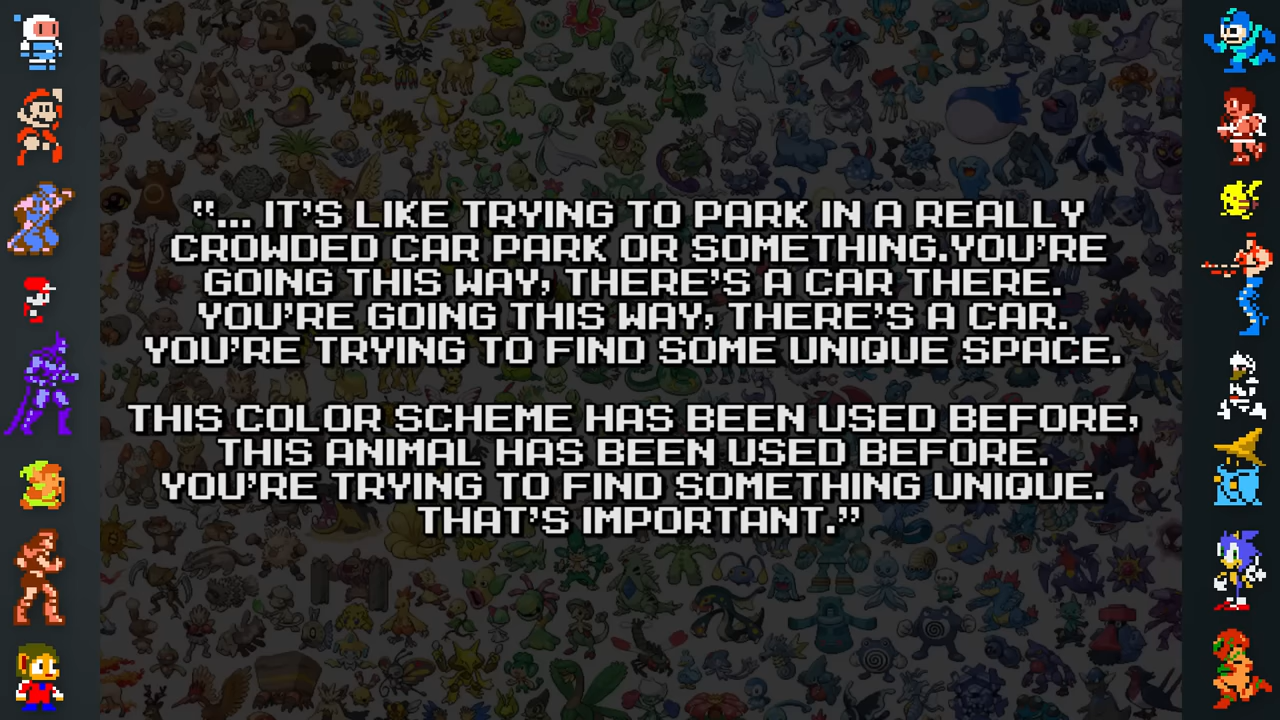 "... IT'S LIKE TRYING TO PARK IN A REALLY
CROWDED CAR PARK OR SOMETHING.YOU'RE
GOING THIS WAY, THERE'S A CAR THERE.
YOU'RE GOING THIS WAY, THERE'S A CAR.
YOU'RE TRYING TO FIND SOME UNIQUE SPACE.
THIS COLOR SCHEME HAS BEEN USED BEFORE,
THIS ANIMAL HAS BEEN USED BEFORE.
YOU'RE TRYING TO FIND SOMETHING UNIQUE.
THAT'S IMPORTANT."